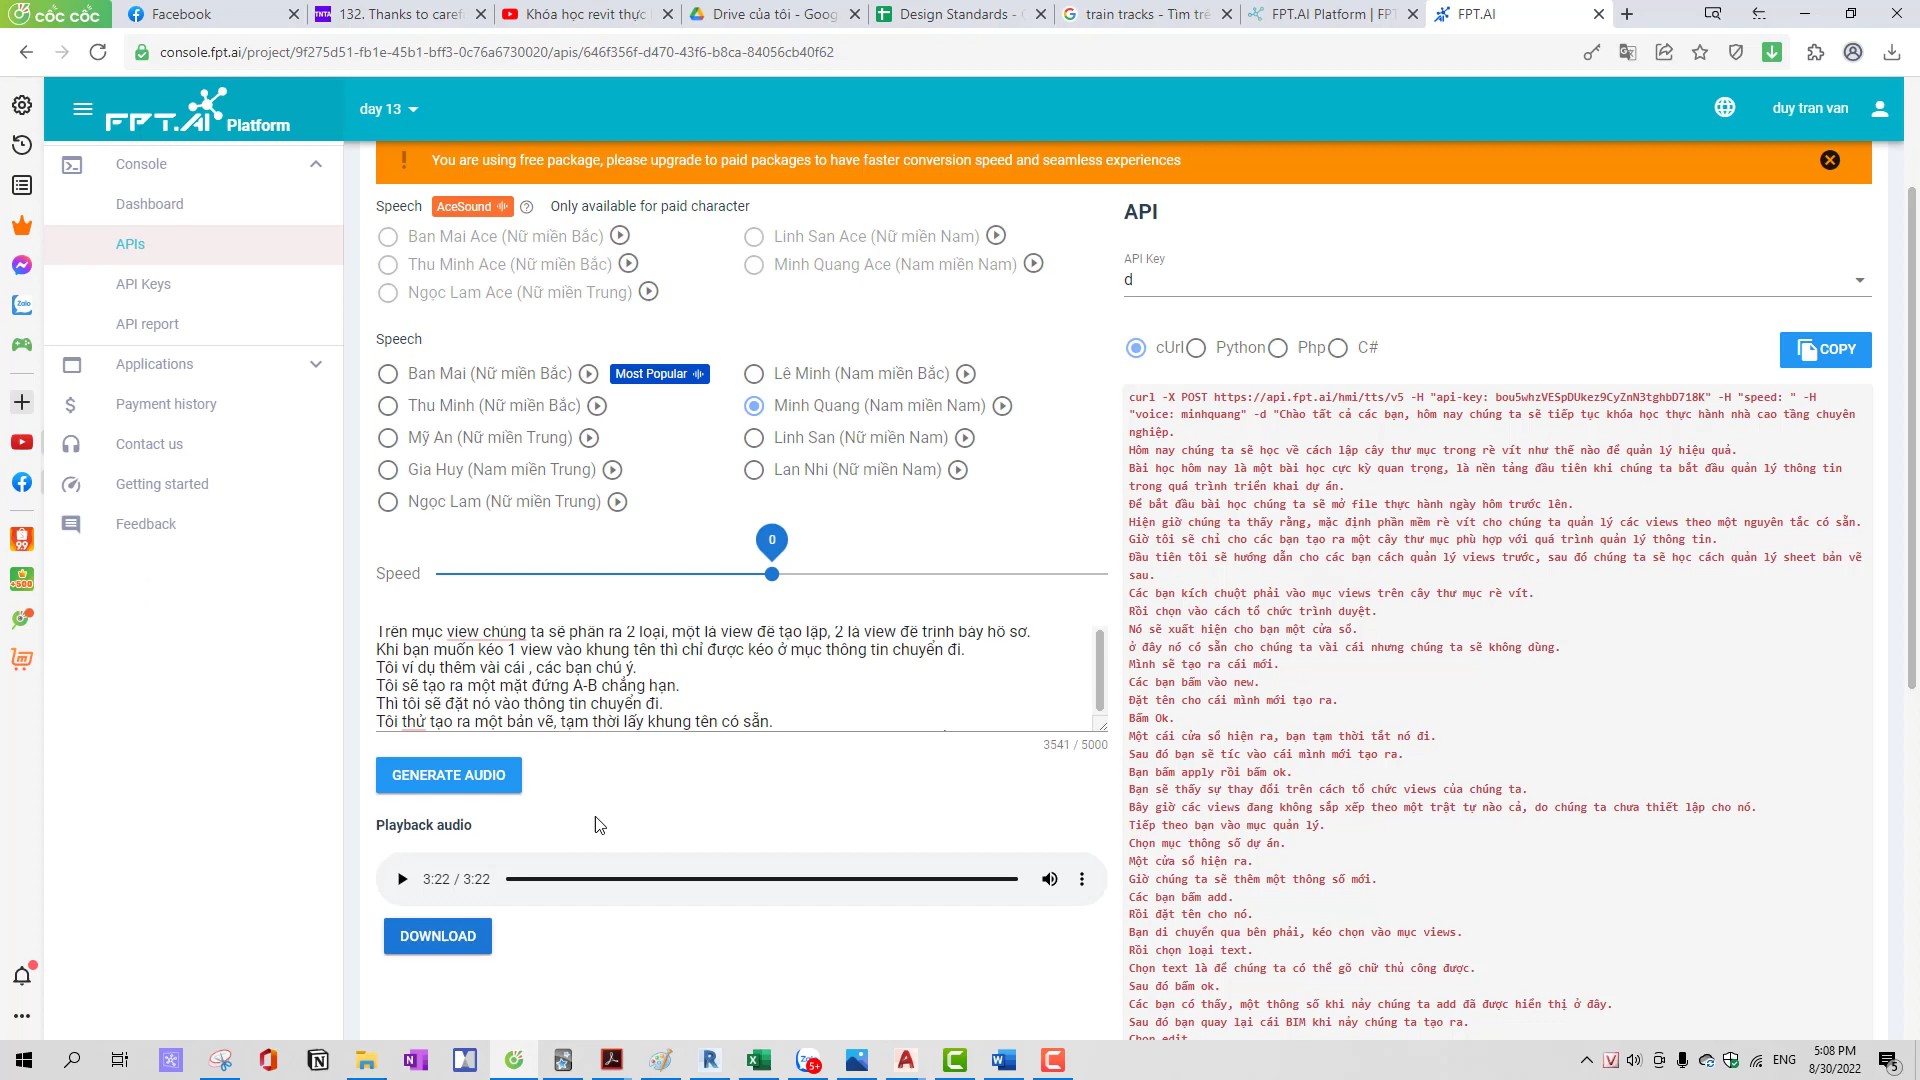 cốc cốc
Facebook
132. Thanks to caref
Khóa học revit thực
Drive của tôi - Goog
Design Standards -
train tracks - Tìm trê
FPT.AI Platform | FPT
FPT.AI
console.fpt.ai/project/9f275d51-fb1e-45b1-bff3-0c76a6730020/apis/646f356f-d470-43f6-b8ca-84056cb40f62
FPT.AI Platform
day 13
duy tran van
Console
Dashboard
APIs
API Keys
API report
Applications
Payment history
Contact us
Getting started
Feedback
You are using free package, please upgrade to paid packages to have faster conversion speed and seamless experiences
Speech AceSound Only available for paid character
Ban Mai Ace (Nữ miền Bắc)
Linh San Ace (Nữ miền Nam)
Thu Minh Ace (Nữ miền Bắc)
Minh Quang Ace (Nam miền Nam)
Ngọc Lam Ace (Nữ miền Trung)
Speech
Ban Mai (Nữ miền Bắc) Most Popular
Lê Minh (Nam miền Bắc)
Thu Minh (Nữ miền Bắc)
Minh Quang (Nam miền Nam)
Mỹ An (Nữ miền Trung)
Linh San (Nữ miền Nam)
Gia Huy (Nam miền Trung)
Lan Nhi (Nữ miền Nam)
Ngọc Lam (Nữ miền Trung)
0
Speed
Trên mục view chúng ta sẽ phân ra 2 loại, một là view để tạo lập, 2 là view để trình bày hồ sơ.
Khi bạn muốn kéo 1 view vào khung tên thì chỉ được kéo ở mục thông tin chuyển đi.
Tôi ví dụ thêm vài cái , các bạn chú ý.
Tôi sẽ tạo ra một mặt đứng A-B chẳng hạn.
Thì tôi sẽ đặt nó vào thông tin chuyển đi.
Tôi thử tạo ra một bản vẽ, tạm thời lấy khung tên có sẵn.
3541 / 5000
GENERATE AUDIO
Playback audio
3:22 / 3:22
DOWNLOAD
API
API Key
d
cUrl Python Php C#
COPY
curl -X POST https://api.fpt.ai/hmi/tts/v5 -H "api-key: bou5whzVESpDUkez9CyZnN3tghbD718K" -H "speed: " -H
"voice: minhquang" -d "Chào tất cả các bạn, hôm nay chúng ta sẽ tiếp tục khóa học thực hành nhà cao tầng chuyên
nghiệp.
Hôm nay chúng ta sẽ học về cách lập cây thư mục trong rè vít như thế nào để quản lý hiệu quả.
Bài học hôm nay là một bài học cực kỳ quan trọng, là nền tảng đầu tiên khi chúng ta bắt đầu quản lý thông tin
trong quá trình triển khai dự án.
Để bắt đầu bài học chúng ta sẽ mở file thực hành ngày hôm trước lên.
Hiện giờ chúng ta thấy rằng, mặc định phần mềm rè vít cho chúng ta quản lý các views theo một nguyên tắc có sẵn.
Giờ tôi sẽ chỉ cho các bạn tạo ra một cây thư mục phù hợp với quá trình quản lý thông tin.
Đầu tiên tôi sẽ hướng dẫn cho các bạn cách quản lý views trước, sau đó chúng ta sẽ học cách quản lý sheet bản vẽ
sau.
Các bạn kích chuột phải vào mục views trên cây thư mục rè vít.
Rồi chọn vào cách tổ chức trình duyệt.
Nó sẽ xuất hiện cho bạn một cửa sổ.
ở đây nó có sẵn cho chúng ta vài cái nhưng chúng ta sẽ không dùng.
Mình sẽ tạo ra cái mới.
Các bạn bấm vào new.
Đặt tên cho cái mình mới tạo ra.
Bấm Ok.
Một cái cửa sổ hiện ra, bạn tạm thời tắt nó đi.
Sau đó bạn sẽ tíc vào cái mình mới tạo ra.
Bạn bấm apply rồi bấm ok.
Bạn sẽ thấy sự thay đổi trên cách tổ chức views của chúng ta.
Bây giờ các views đang không sắp xếp theo một trật tự nào cả, do chúng ta chưa thiết lập cho nó.
Tiếp theo bạn vào mục quản lý.
Chọn mục thông số dự án.
Một cửa sổ hiện ra.
Giờ chúng ta sẽ thêm một thông số mới.
Các bạn bấm add.
Rồi đặt tên cho nó.
Bạn di chuyển qua bên phải, kéo chọn vào mục views.
Rồi chọn loại text.
Chọn text là để chúng ta có thể gõ chữ thủ công được.
Sau đó bấm ok.
Các bạn có thấy, một thông số khi nảy chúng ta add đã được hiển thị ở đây.
Sau đó bạn quay lại cái BIM khi nảy chúng ta tạo ra.
Chọn edit
ENG
5:08 PM
8/30/2022